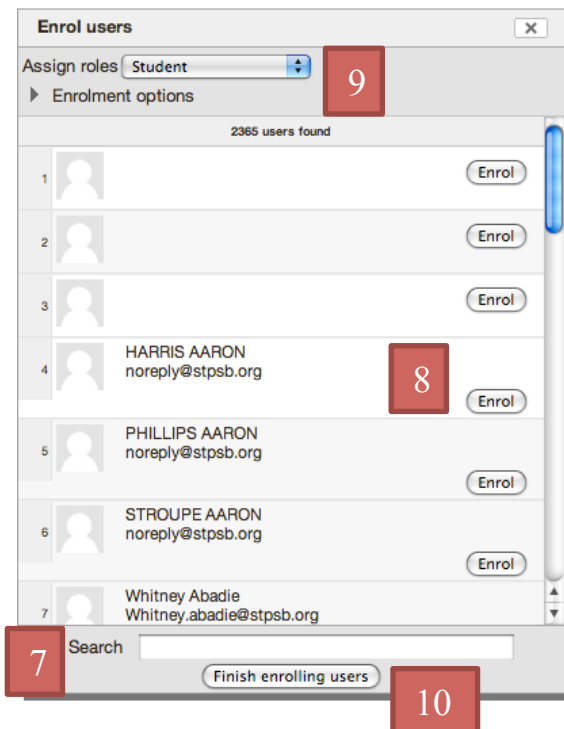 Enrol users
Assign roles Student
9
Enrolment options
2365 users found
1 Enrol
2 Enrol
3 Enrol
HARRIS AARON
4 noreply@stpsb.org
8
Enrol
PHILLIPS AARON
5 noreply@stpsb.org
Enrol
STROUPE AARON
6 noreply@stpsb.org
Enrol
Whitney Abadie
7 Whitney.abadie@stpsb.org
7 Search
Finish enrolling users
10